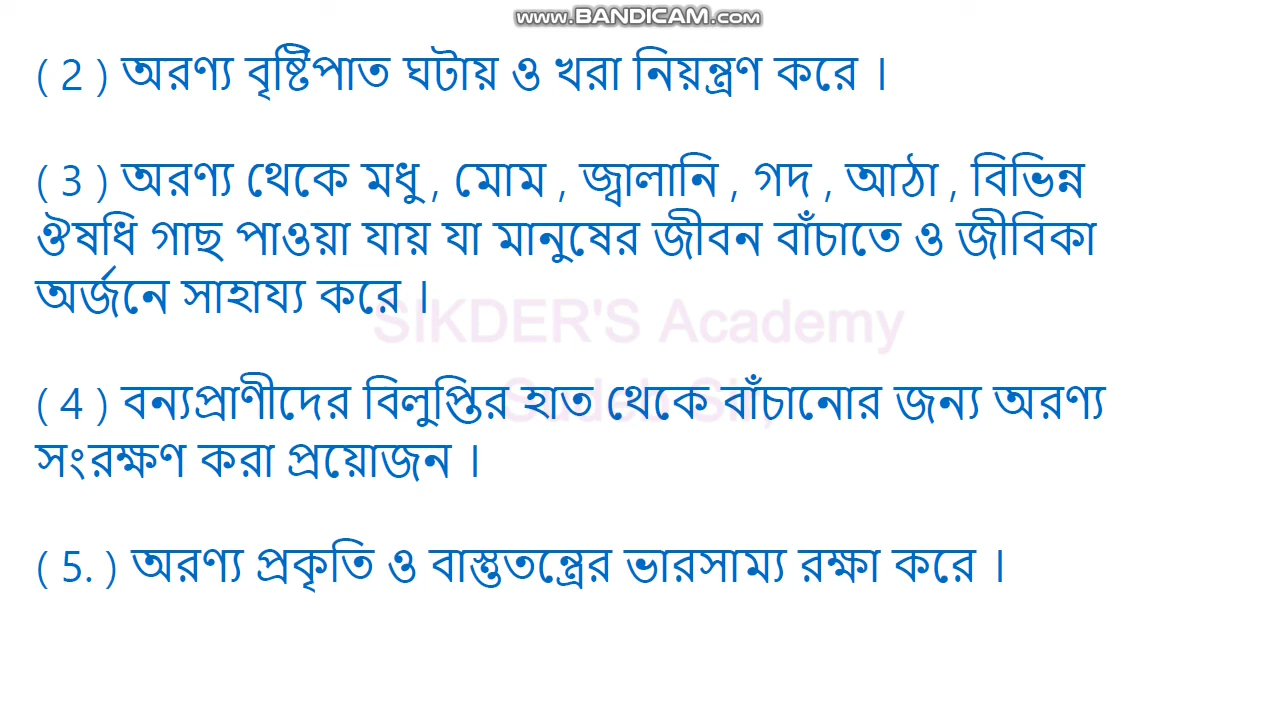 www.BANDICAM.com
( 2 ) অরণ্য বৃষ্টিপাত ঘটায় ও খরা নিয়ন্ত্রণ করে ।
( 3 ) অরণ্য থেকে মধু , মোম , জ্বালানি , গদ , আঠা , বিভিন্ন
ঔষধি গাছ পাওয়া যায় যা মানুষের জীবন বাঁচাতে ও জীবিকা
অর্জনে সাহায্য করে ।
SIKDER'S Academy
( 4 ) বন্যপ্রাণীদের বিলুপ্তির হাত থেকে বাঁচানোর জন্য অরণ্য
সংরক্ষণ করা প্রয়োজন ।
( 5. ) অরণ্য প্রকৃতি ও বাস্তুতন্ত্রের ভারসাম্য রক্ষা করে ।